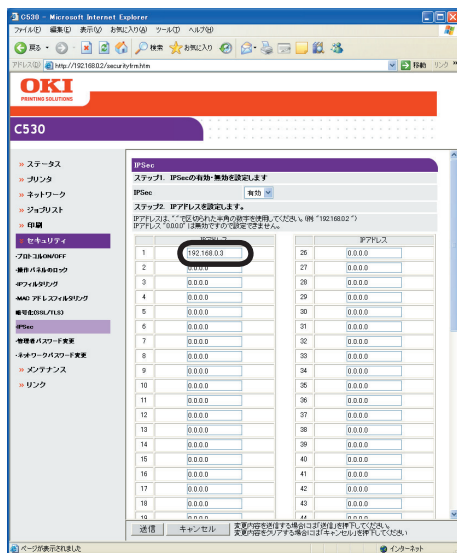 C530 - Microsoft Internet Explorer
ファイル(F) 編集(E) 表示(V) お気に入り(A) ツール(T) ヘルプ(H)
戻る 検索 お気に入り
アドレス(D) http://192.168.0.2/securityfrm.htm 移動 リンク
OKI
PRINTING SOLUTIONS
C530
» ステータス
» プリンタ
» ネットワーク
» ジョブリスト
» 印刷
» セキュリティ
・プロトコルON/OFF
・操作パネルのロック
・IPフィルタリング
・MAC アドレスフィルタリング
暗号化(SSL/TLS)
・IPSec
・管理者パスワード変更
・ネットワークパスワード変更
» メンテナンス
» リンク
IPSec
ステップ1. IPSecの有効・無効を設定します
IPSec 有効
ステップ2. IPアドレスを設定します。
IPアドレスは、"."で区切られた半角の数字を使用してください。(例 "192.168.0.2")
IPアドレス "0.0.0.0" は無効ですので設定できません。
IPアドレス IPアドレス
1 192.168.0.3 26 0.0.0.0
2 0.0.0.0 27 0.0.0.0
3 0.0.0.0 28 0.0.0.0
4 0.0.0.0 29 0.0.0.0
5 0.0.0.0 30 0.0.0.0
6 0.0.0.0 31 0.0.0.0
7 0.0.0.0 32 0.0.0.0
8 0.0.0.0 33 0.0.0.0
9 0.0.0.0 34 0.0.0.0
10 0.0.0.0 35 0.0.0.0
11 0.0.0.0 36 0.0.0.0
12 0.0.0.0 37 0.0.0.0
13 0.0.0.0 38 0.0.0.0
14 0.0.0.0 39 0.0.0.0
15 0.0.0.0 40 0.0.0.0
16 0.0.0.0 41 0.0.0.0
17 0.0.0.0 42 0.0.0.0
18 0.0.0.0 43 0.0.0.0
19 0.0.0.0 44 0.0.0.0
送信 キャンセル 変更内容を送信する場合には「送信」を押下してください。
変更内容をクリアする場合には「キャンセル」を押下してください
ページが表示されました インターネット